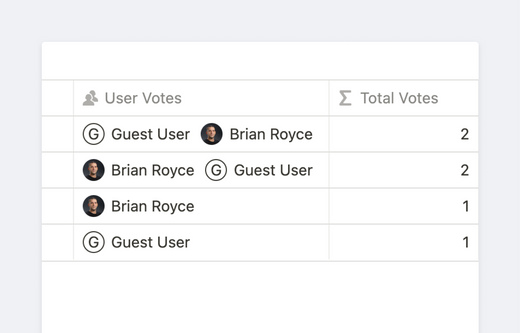 User Votes Total Votes
G Guest User Brian Royce 2
Brian Royce G Guest User 2
Brian Royce 1
G Guest User 1